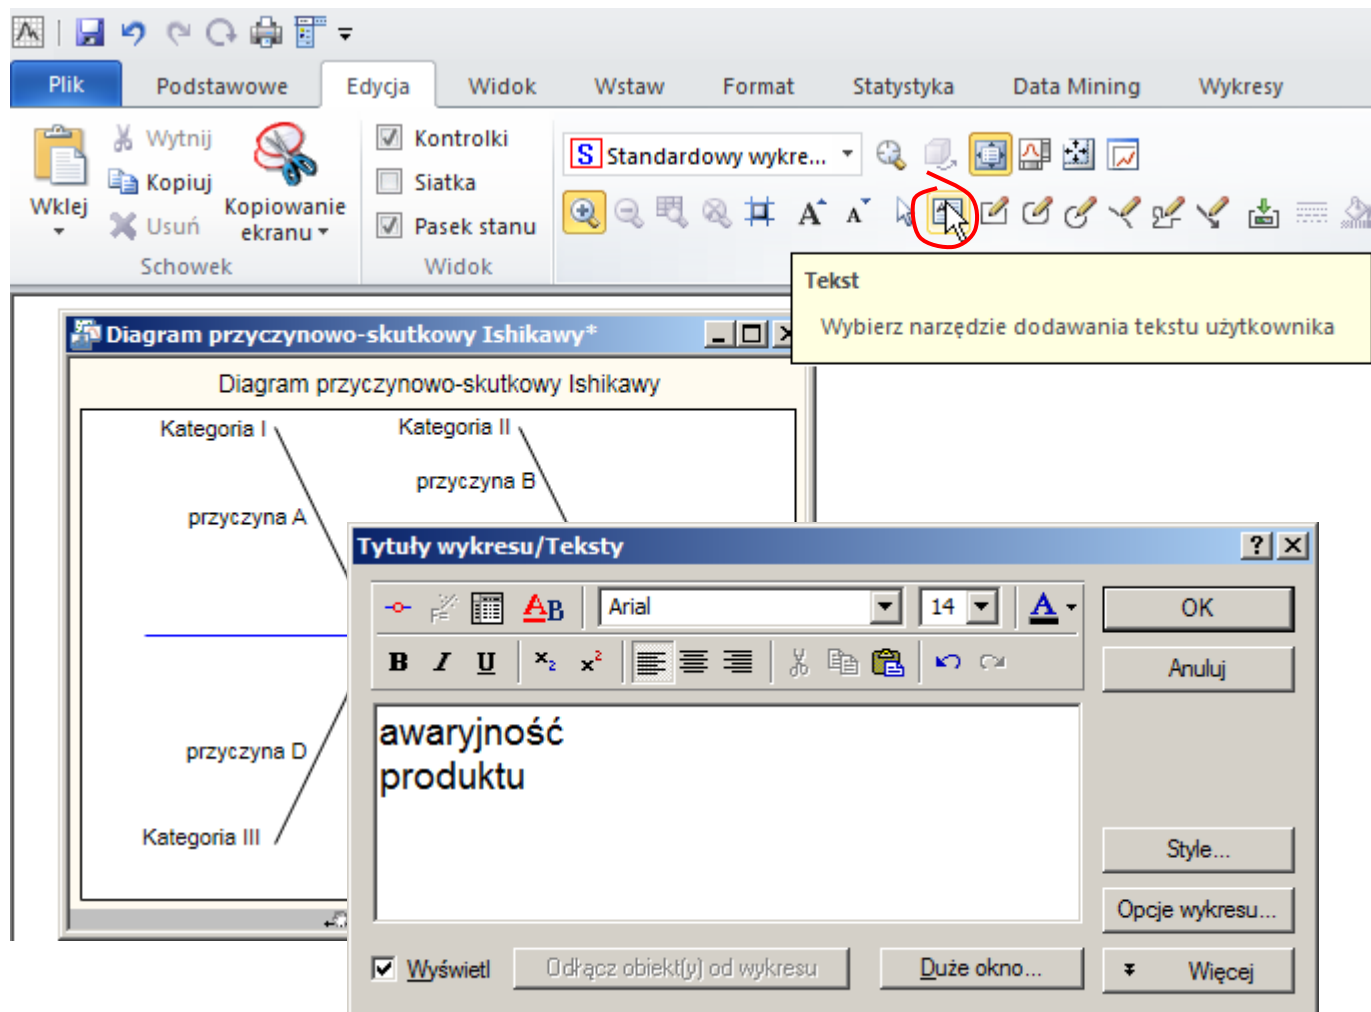 Plik Podstawowe Edycja Widok Wstaw Format Statystyka Data Mining Wykresy
Wklej
Wytnij
Kopiuj
Usuń
Kopiowanie
ekranu
Schowek
Kontrolki
Siatka
Pasek stanu
Widok
S Standardowy wykre...
A A
Tekst
Wybierz narzędzie dodawania tekstu użytkownika
Diagram przyczynowo-skutkowy Ishikawy*
Diagram przyczynowo-skutkowy Ishikawy
Kategoria I Kategoria II
przyczyna B
przyczyna A
przyczyna D
Kategoria III
Tytuły wykresu/Teksty
AB Arial 14 A
B I U x₂ x²
awaryjność
produktu
OK
Anuluj
Style...
Opcje wykresu...
Wyświetl Odłącz obiekt(y) od wykresu Duże okno... Więcej